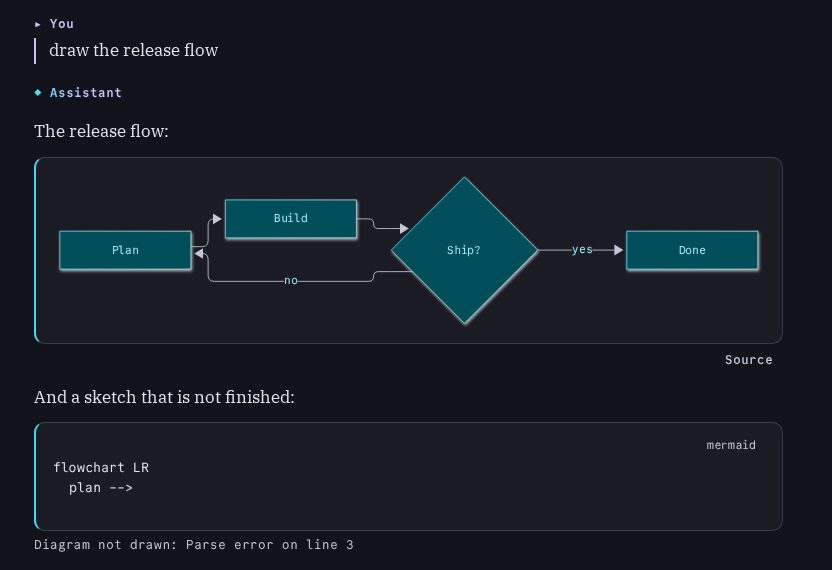 ▸ You
draw the release flow
◆ Assistant
The release flow:
Build
Plan
Ship?
yes
Done
no
Source
And a sketch that is not finished:
mermaid
flowchart LR
  plan -->
Diagram not drawn: Parse error on line 3